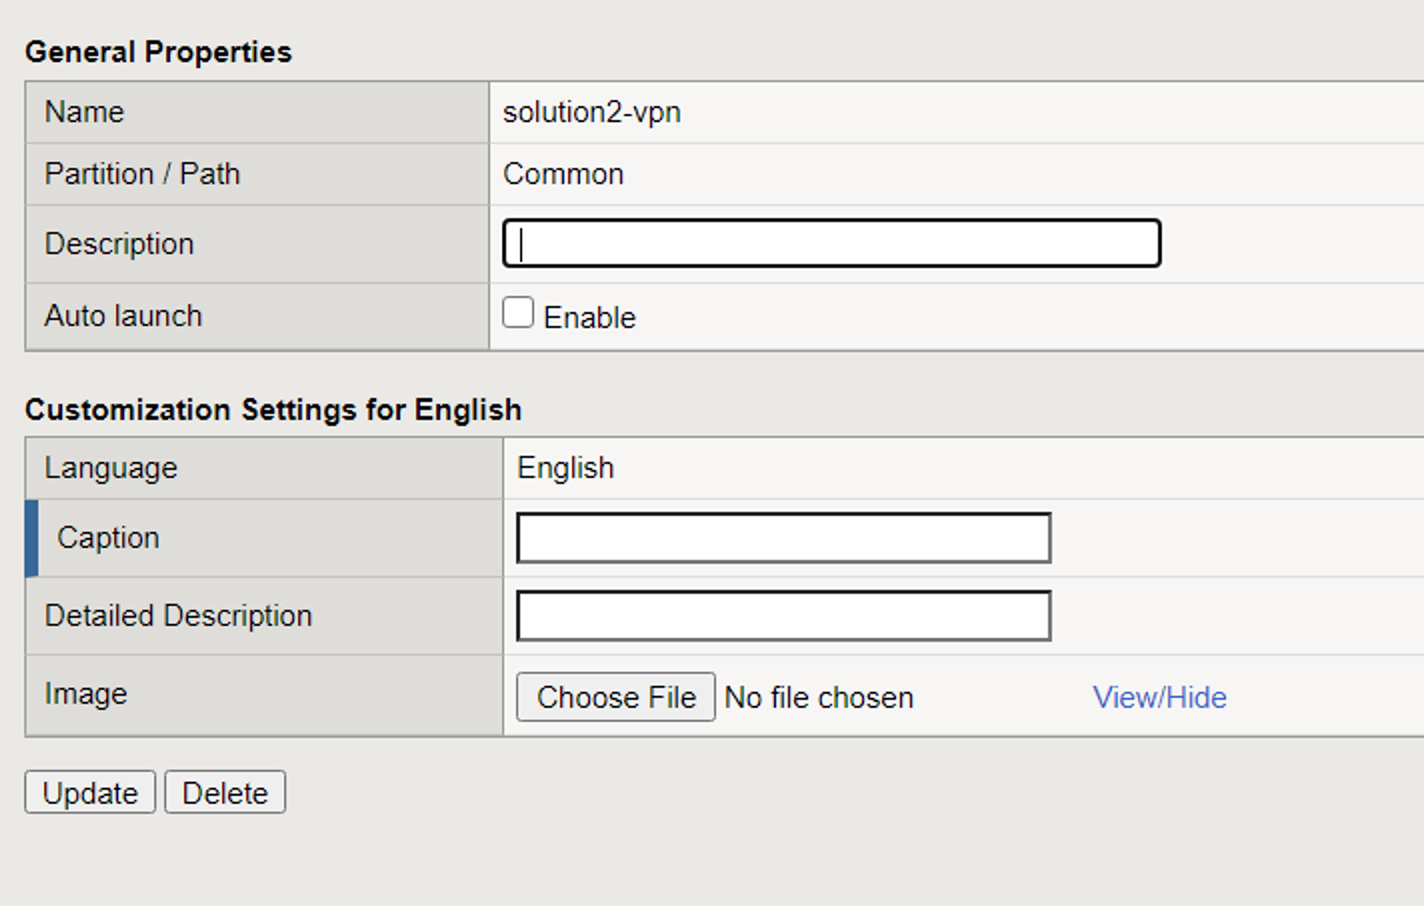 General Properties
Name solution2-vpn
Partition / Path Common
Description
Auto launch Enable
Customization Settings for English
Language English
Caption
Detailed Description
Image Choose File No file chosen View/Hide
Update Delete